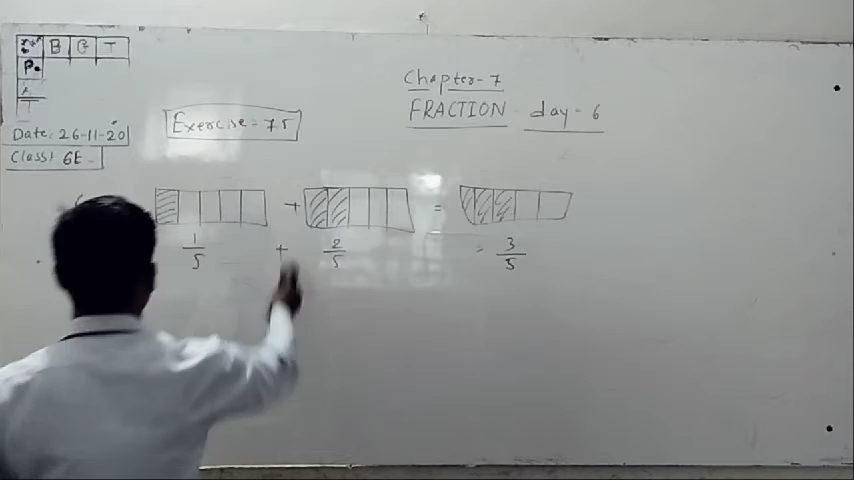 B G T
P.
A
T
Chapter-7
FRACTION day-6
Exercise-7.5
Date: 26-11-20
Class: 6E-
+ =
1/5 + 2/5 = 3/5